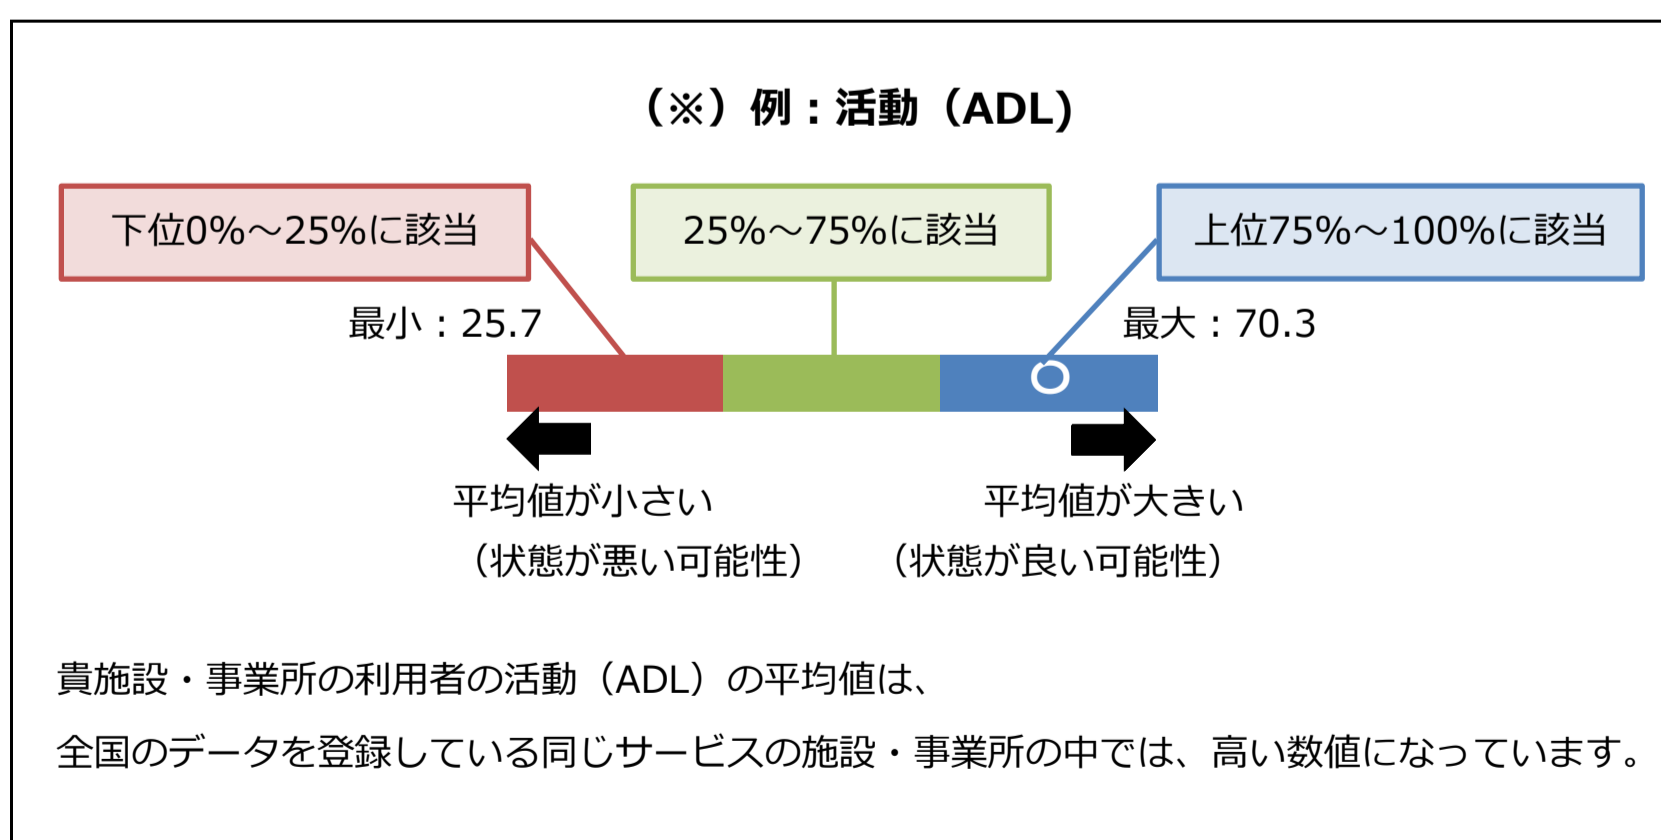 （※）例：活動（ADL)
下位0%～25%に該当
25%～75%に該当
上位75%～100%に該当
最小：25.7
最大：70.3
平均値が小さい
（状態が悪い可能性）
平均値が大きい
（状態が良い可能性）
貴施設・事業所の利用者の活動（ADL）の平均値は、
全国のデータを登録している同じサービスの施設・事業所の中では、高い数値になっています。